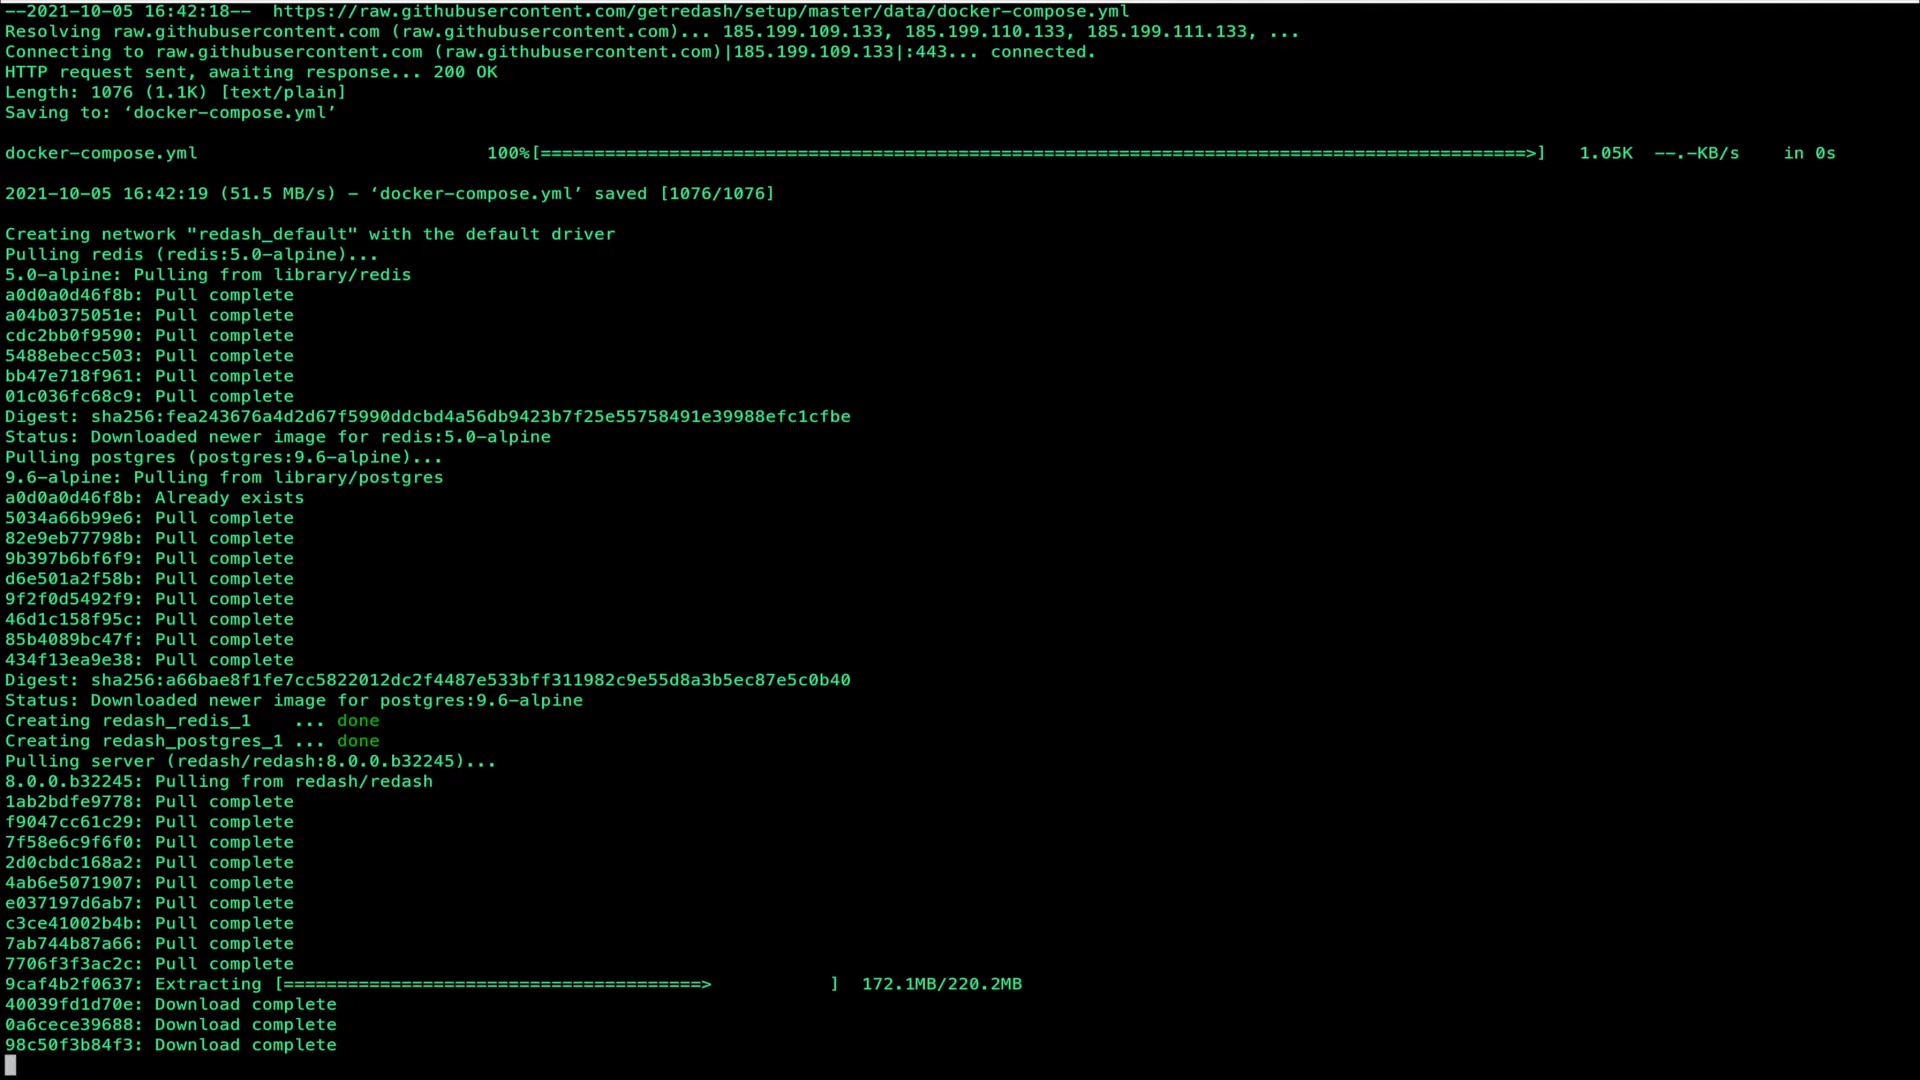 --2021-10-05 16:42:18--  https://raw.githubusercontent.com/getredash/setup/master/data/docker-compose.yml
Resolving raw.githubusercontent.com (raw.githubusercontent.com)... 185.199.109.133, 185.199.110.133, 185.199.111.133, ...
Connecting to raw.githubusercontent.com (raw.githubusercontent.com)|185.199.109.133|:443... connected.
HTTP request sent, awaiting response... 200 OK
Length: 1076 (1.1K) [text/plain]
Saving to: ‘docker-compose.yml’
docker-compose.yml 100%[============================================================================================>] 1.05K --.-KB/s in 0s
2021-10-05 16:42:19 (51.5 MB/s) - ‘docker-compose.yml’ saved [1076/1076]
Creating network "redash_default" with the default driver
Pulling redis (redis:5.0-alpine)...
5.0-alpine: Pulling from library/redis
a0d0a0d46f8b: Pull complete
a04b0375051e: Pull complete
cdc2bb0f9590: Pull complete
5488ebecc503: Pull complete
bb47e718f961: Pull complete
01c036fc68c9: Pull complete
Digest: sha256:fea243676a4d2d67f5990ddcbd4a56db9423b7f25e55758491e39988efc1cfbe
Status: Downloaded newer image for redis:5.0-alpine
Pulling postgres (postgres:9.6-alpine)...
9.6-alpine: Pulling from library/postgres
a0d0a0d46f8b: Already exists
5034a66b99e6: Pull complete
82e9eb77798b: Pull complete
9b397b6bf6f9: Pull complete
d6e501a2f58b: Pull complete
9f2f0d5492f9: Pull complete
46d1c158f95c: Pull complete
85b4089bc47f: Pull complete
434f13ea9e38: Pull complete
Digest: sha256:a66bae8f1fe7cc5822012dc2f4487e533bff311982c9e55d8a3b5ec87e5c0b40
Status: Downloaded newer image for postgres:9.6-alpine
Creating redash_redis_1    ... done
Creating redash_postgres_1 ... done
Pulling server (redash/redash:8.0.0.b32245)...
8.0.0.b32245: Pulling from redash/redash
1ab2bdfe9778: Pull complete
f9047cc61c29: Pull complete
7f58e6c9f6f0: Pull complete
2d0cbdc168a2: Pull complete
4ab6e5071907: Pull complete
e037197d6ab7: Pull complete
c3ce41002b4b: Pull complete
7ab744b87a66: Pull complete
7706f3f3ac2c: Pull complete
9caf4b2f0637: Extracting [=======================================>           ]  172.1MB/220.2MB
40039fd1d70e: Download complete
0a6cece39688: Download complete
98c50f3b84f3: Download complete